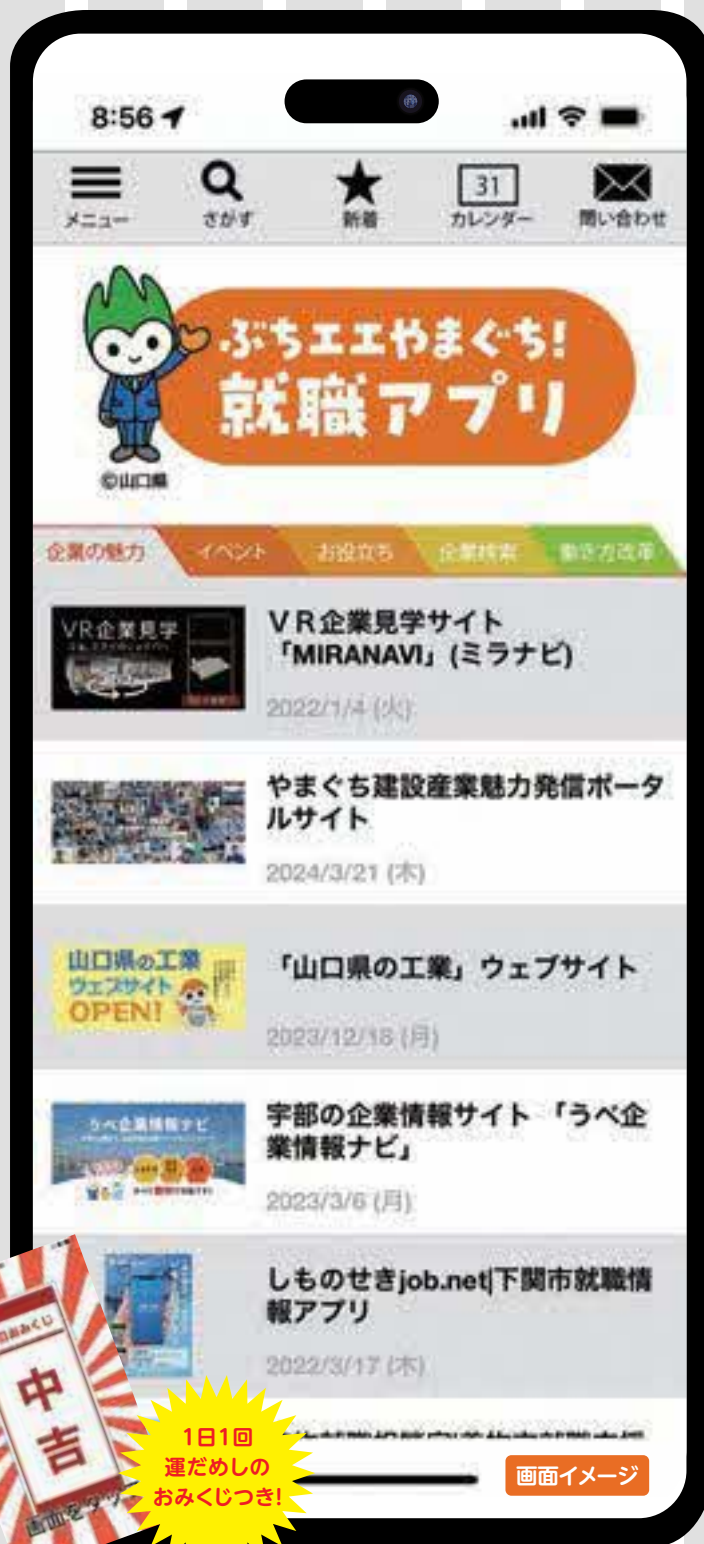 8:56
メニュー
さがす
新着
31
カレンダー
問い合わせ
ぶちエエやまぐち!
就職アプリ
©山口県
企業の魅力
イベント
お役立ち
企業検索
働き方改革
VR企業見学
VR企業見学サイト
「MIRANAVI」(ミラナビ)
2022/1/4 (火)
やまぐち建設産業魅力発信ポータ
ルサイト
2024/3/21 (木)
山口県の工業
ウェブサイト
OPEN!
「山口県の工業」ウェブサイト
2023/12/18 (月)
うべ企業情報ナビ
宇部の企業情報サイト 「うべ企
業情報ナビ」
2023/3/6 (月)
しものせきjob.net|下関市就職情
報アプリ
2022/3/17 (木)
おみくじ
中吉
画面をタッ
1日1回
運だめしの
おみくじつき!
画面イメージ